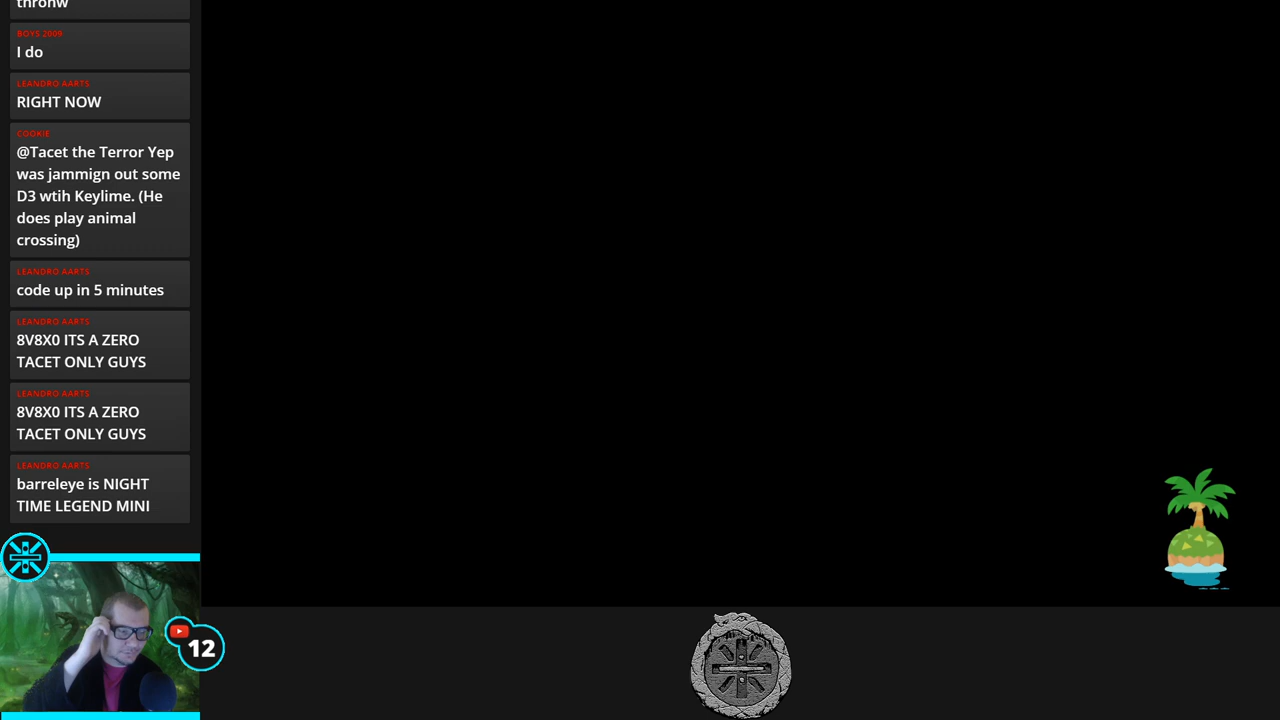 thronw
BOYS 2009
I do
LEANDRO AARTS
RIGHT NOW
COOKIE
@Tacet the Terror Yep
was jammign out some
D3 wtih Keylime. (He
does play animal
crossing)
LEANDRO AARTS
code up in 5 minutes
LEANDRO AARTS
8V8X0 ITS A ZERO
TACET ONLY GUYS
LEANDRO AARTS
8V8X0 ITS A ZERO
TACET ONLY GUYS
LEANDRO AARTS
barreleye is NIGHT
TIME LEGEND MINI
12